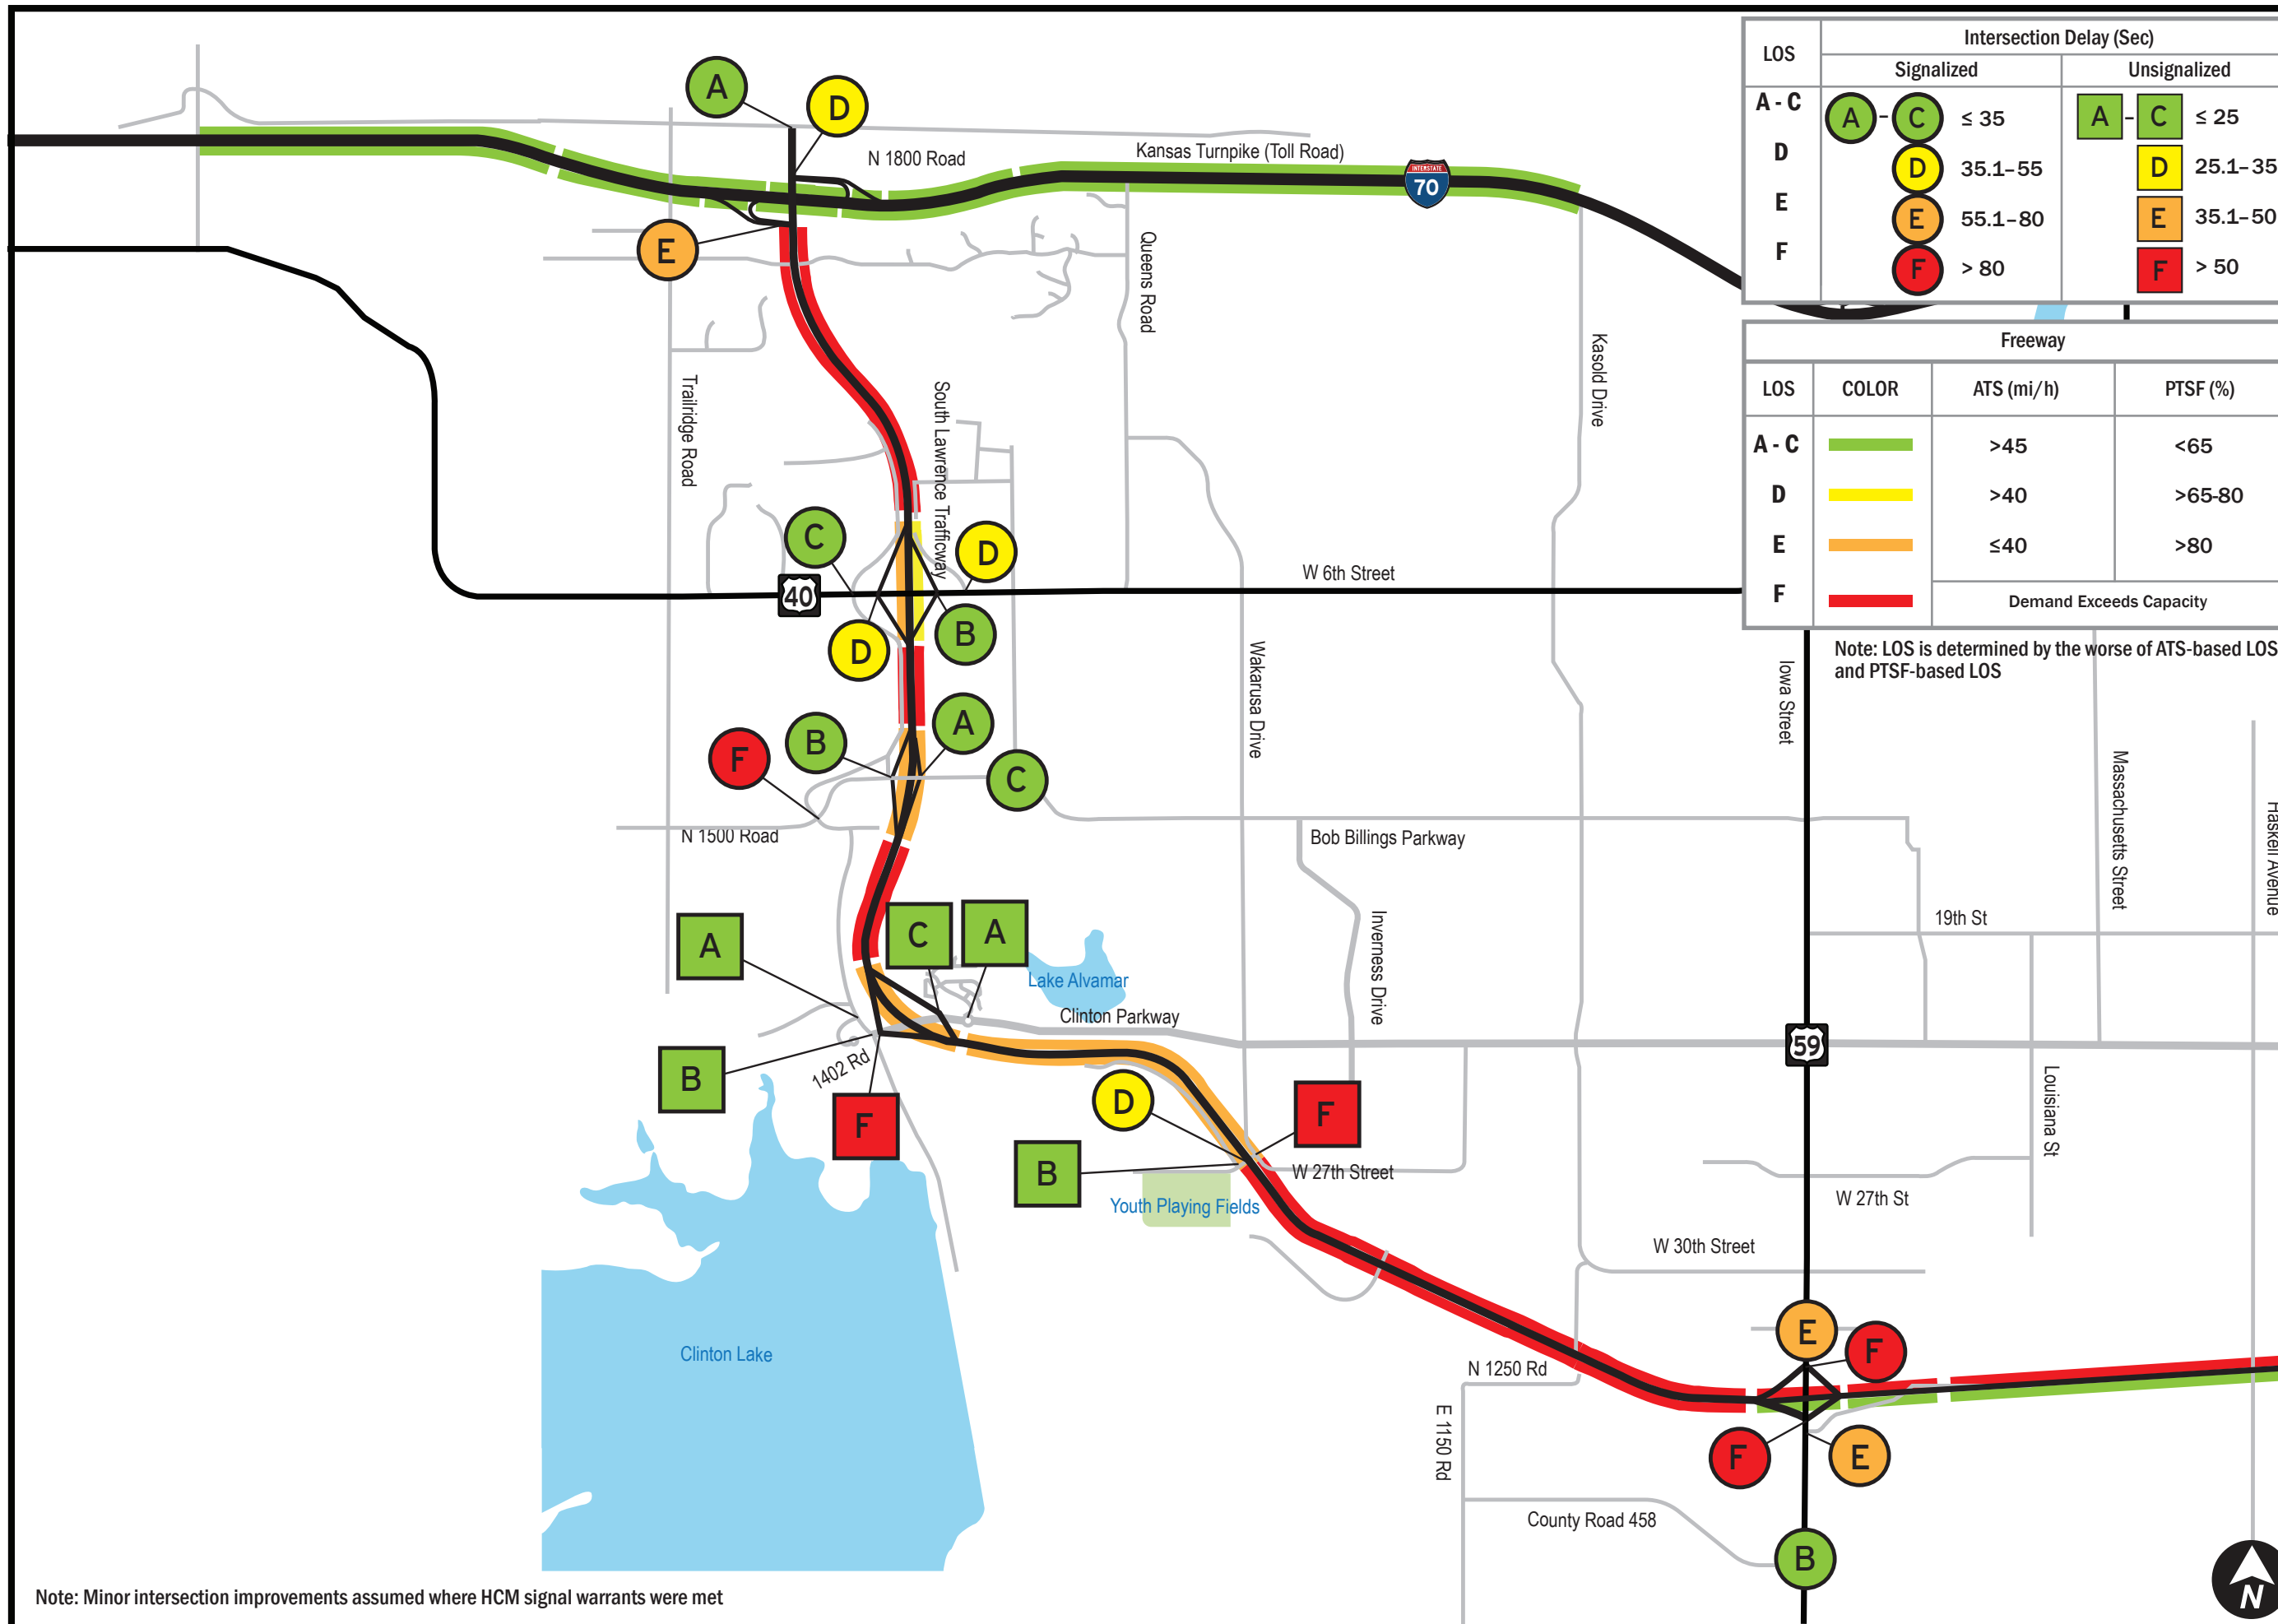 LOS
Intersection Delay (Sec)
Signalized
Unsignalized
A - C
A - C ≤ 35
A - C ≤ 25
D
D 35.1–55
D 25.1–35
E
E 55.1–80
E 35.1–50
F
F > 80
F > 50
Freeway
LOS
COLOR
ATS (mi/h)
PTSF (%)
A - C
>45
<65
D
>40
>65-80
E
≤40
>80
F
Demand Exceeds Capacity
Note: LOS is determined by the worse of ATS-based LOS
and PTSF-based LOS
A
D
N 1800 Road
Kansas Turnpike (Toll Road)
INTERSTATE
70
E
Queens Road
Kasold Drive
Trailridge Road
South Lawrence Trafficway
C
D
W 6th Street
40
D
B
Iowa Street
Wakarusa Drive
A
B
F
C
Massachusetts Street
Haskell Avenue
N 1500 Road
Bob Billings Parkway
A
C
A
Inverness Drive
19th St
Lake Alvamar
Clinton Parkway
59
1402 Rd
B
F
D
F
B
Louisiana St
W 27th Street
Youth Playing Fields
W 27th St
W 30th Street
Clinton Lake
E
F
N 1250 Rd
E 1150 Rd
F
E
County Road 458
B
N
Note: Minor intersection improvements assumed where HCM signal warrants were met